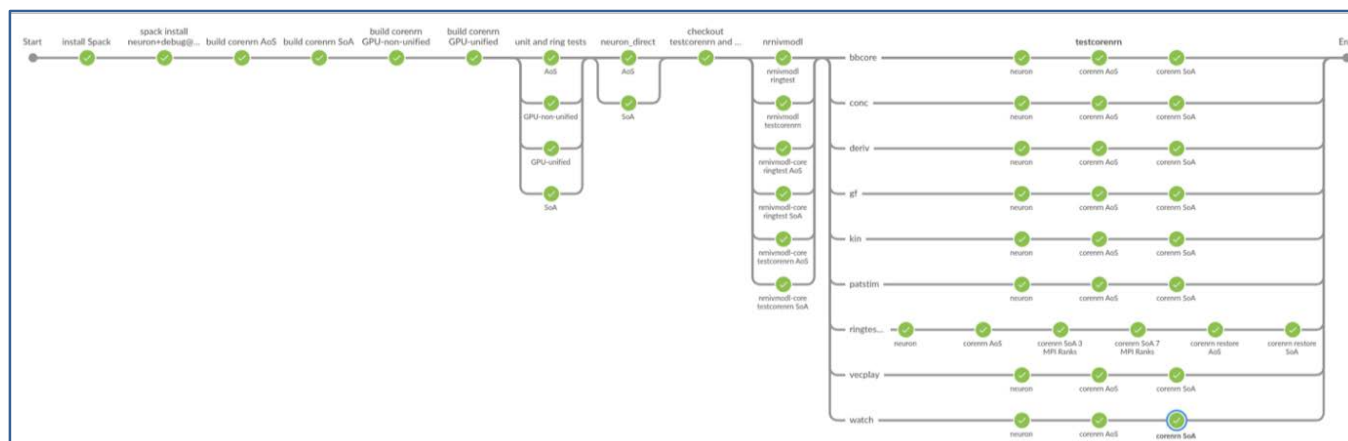 Start
install Spack
spack install
neuron+debug@...
build corenrn AoS
build corenrn SoA
build corenrn
GPU-non-unified
build corenrn
GPU-unified
unit and ring tests
neuron_direct
checkout
testcorenrn and ...
nrnivmodl
testcorenrn
En
AoS
GPU-non-unified
GPU-unified
SoA
AoS
SoA
nrnivmodl
ringtest
nrnivmodl
testcorenrn
nrnivmodl-core
ringtest AoS
nrnivmodl-core
ringtest SoA
nrnivmodl-core
testcorenrn AoS
nrnivmodl-core
testcorenrn SoA
bbcore
neuron
corenrn AoS
corenrn SoA
conc
neuron
corenrn AoS
corenrn SoA
deriv
neuron
corenrn AoS
corenrn SoA
gf
neuron
corenrn AoS
corenrn SoA
kin
neuron
corenrn AoS
corenrn SoA
patstim
neuron
corenrn AoS
corenrn SoA
ringtes...
neuron
corenrn AoS
corenrn SoA 3
MPI Ranks
corenrn SoA 7
MPI Ranks
corenrn restore
AoS
corenrn restore
SoA
vecplay
neuron
corenrn AoS
corenrn SoA
watch
neuron
corenrn AoS
corenrn SoA